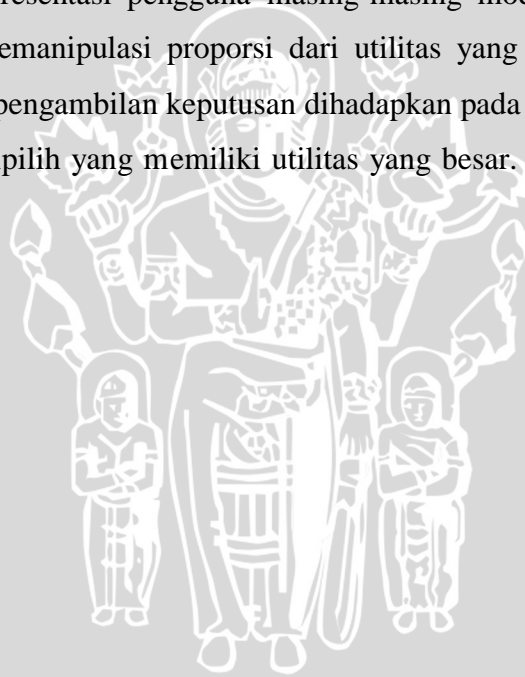 presentasi pengguna masing-masing mod
emanipulasi proporsi dari utilitas yang
pengambilan keputusan dihadapkan pada
pilih yang memiliki utilitas yang besar.